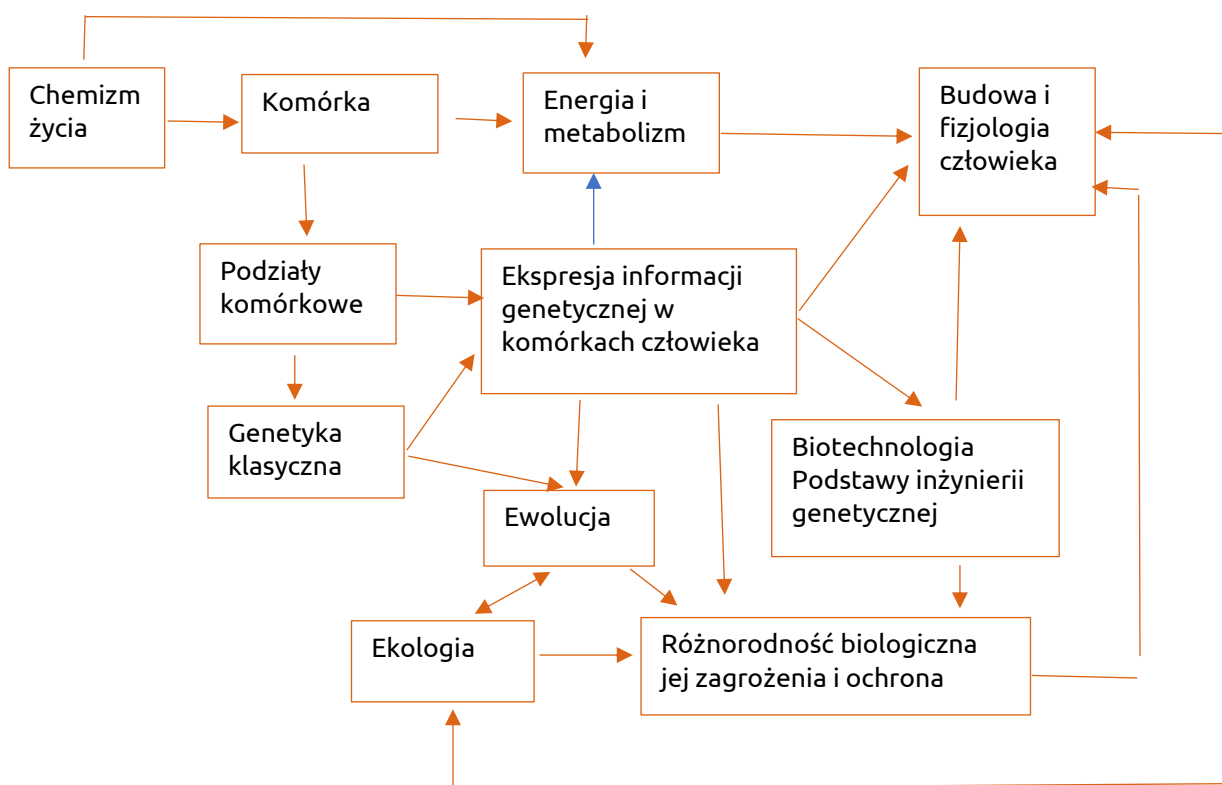 Chemizm
życia
Komórka
Energia i
metabolizm
Budowa i
fizjologia
człowieka
Podziały
komórkowe
Ekspresja informacji
genetycznej w
komórkach człowieka
Genetyka
klasyczna
Biotechnologia
Podstawy inżynierii
genetycznej
Ewolucja
Ekologia
Różnorodność biologiczna
jej zagrożenia i ochrona